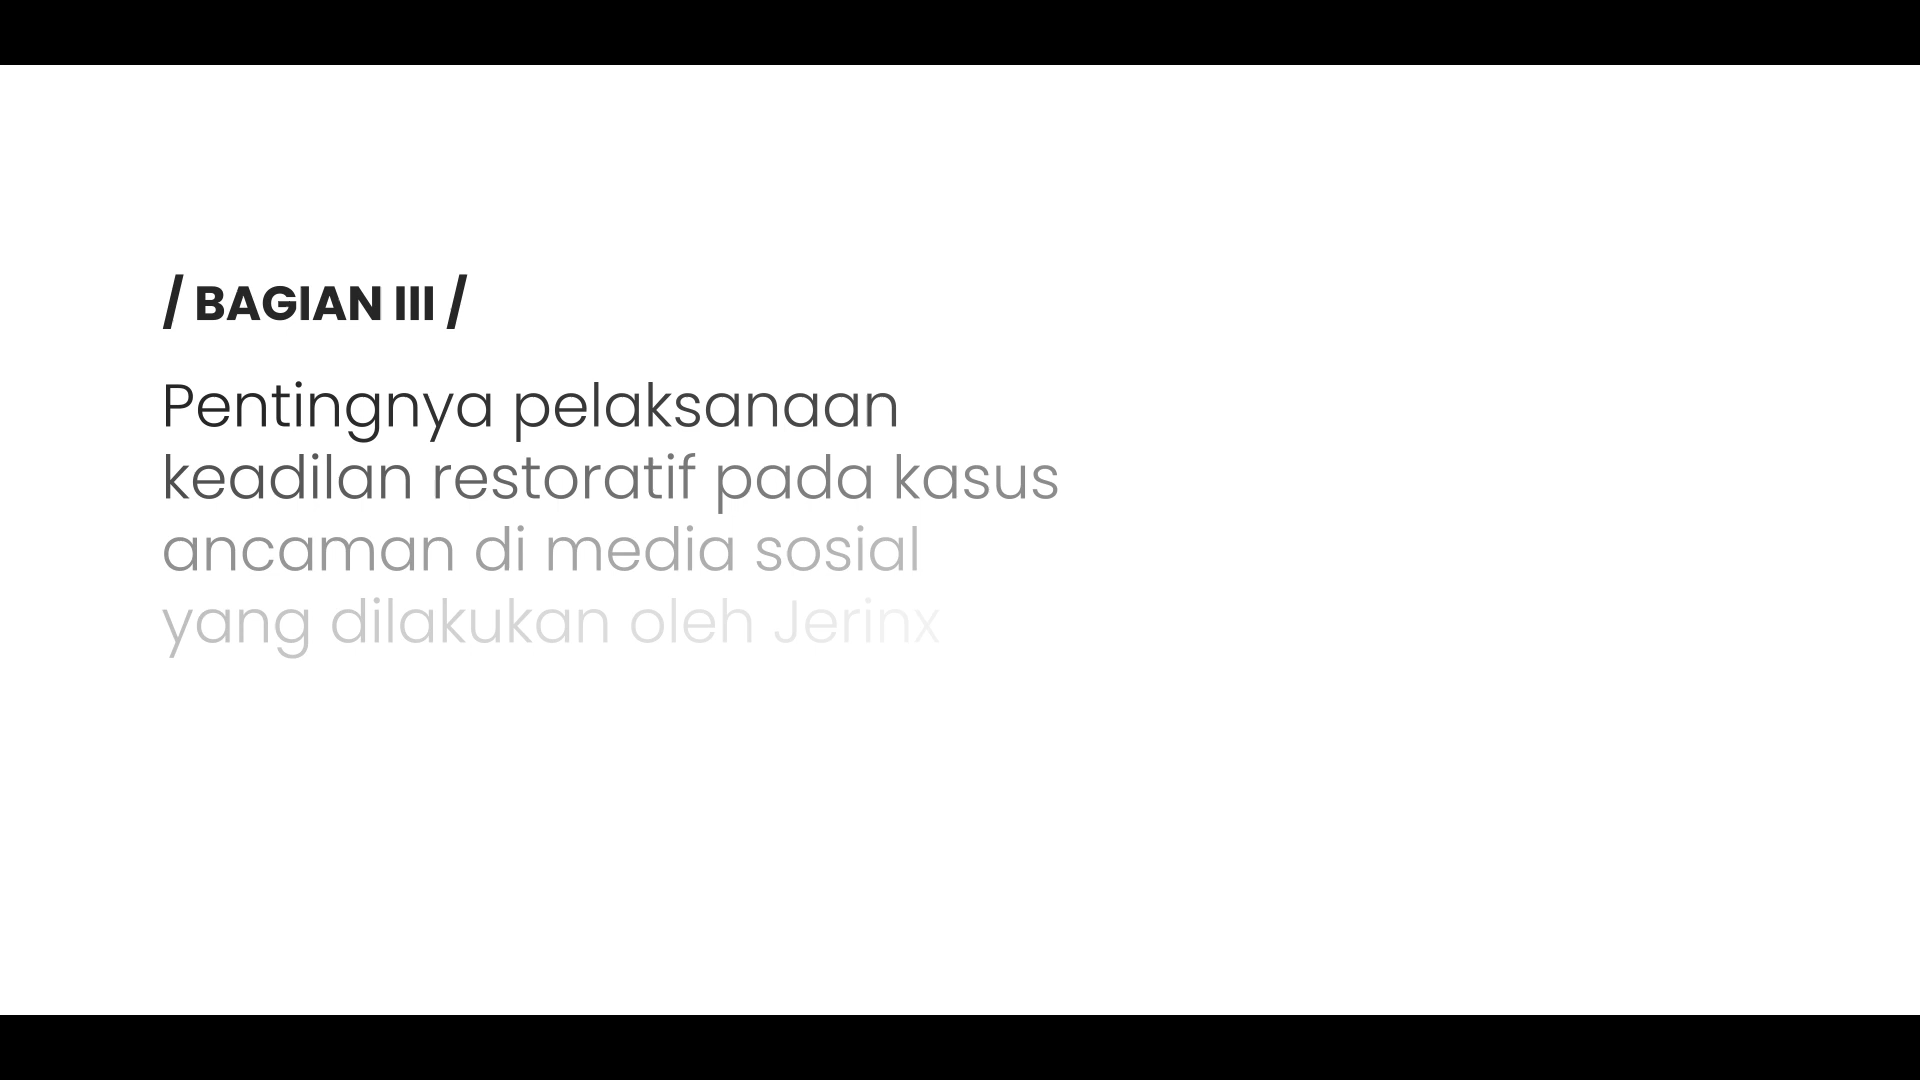 / BAGIAN III /
Pentingnya pelaksanaan
keadilan restoratif pada kasus
ancaman di media sosial
yang dilakukan oleh Jerinx